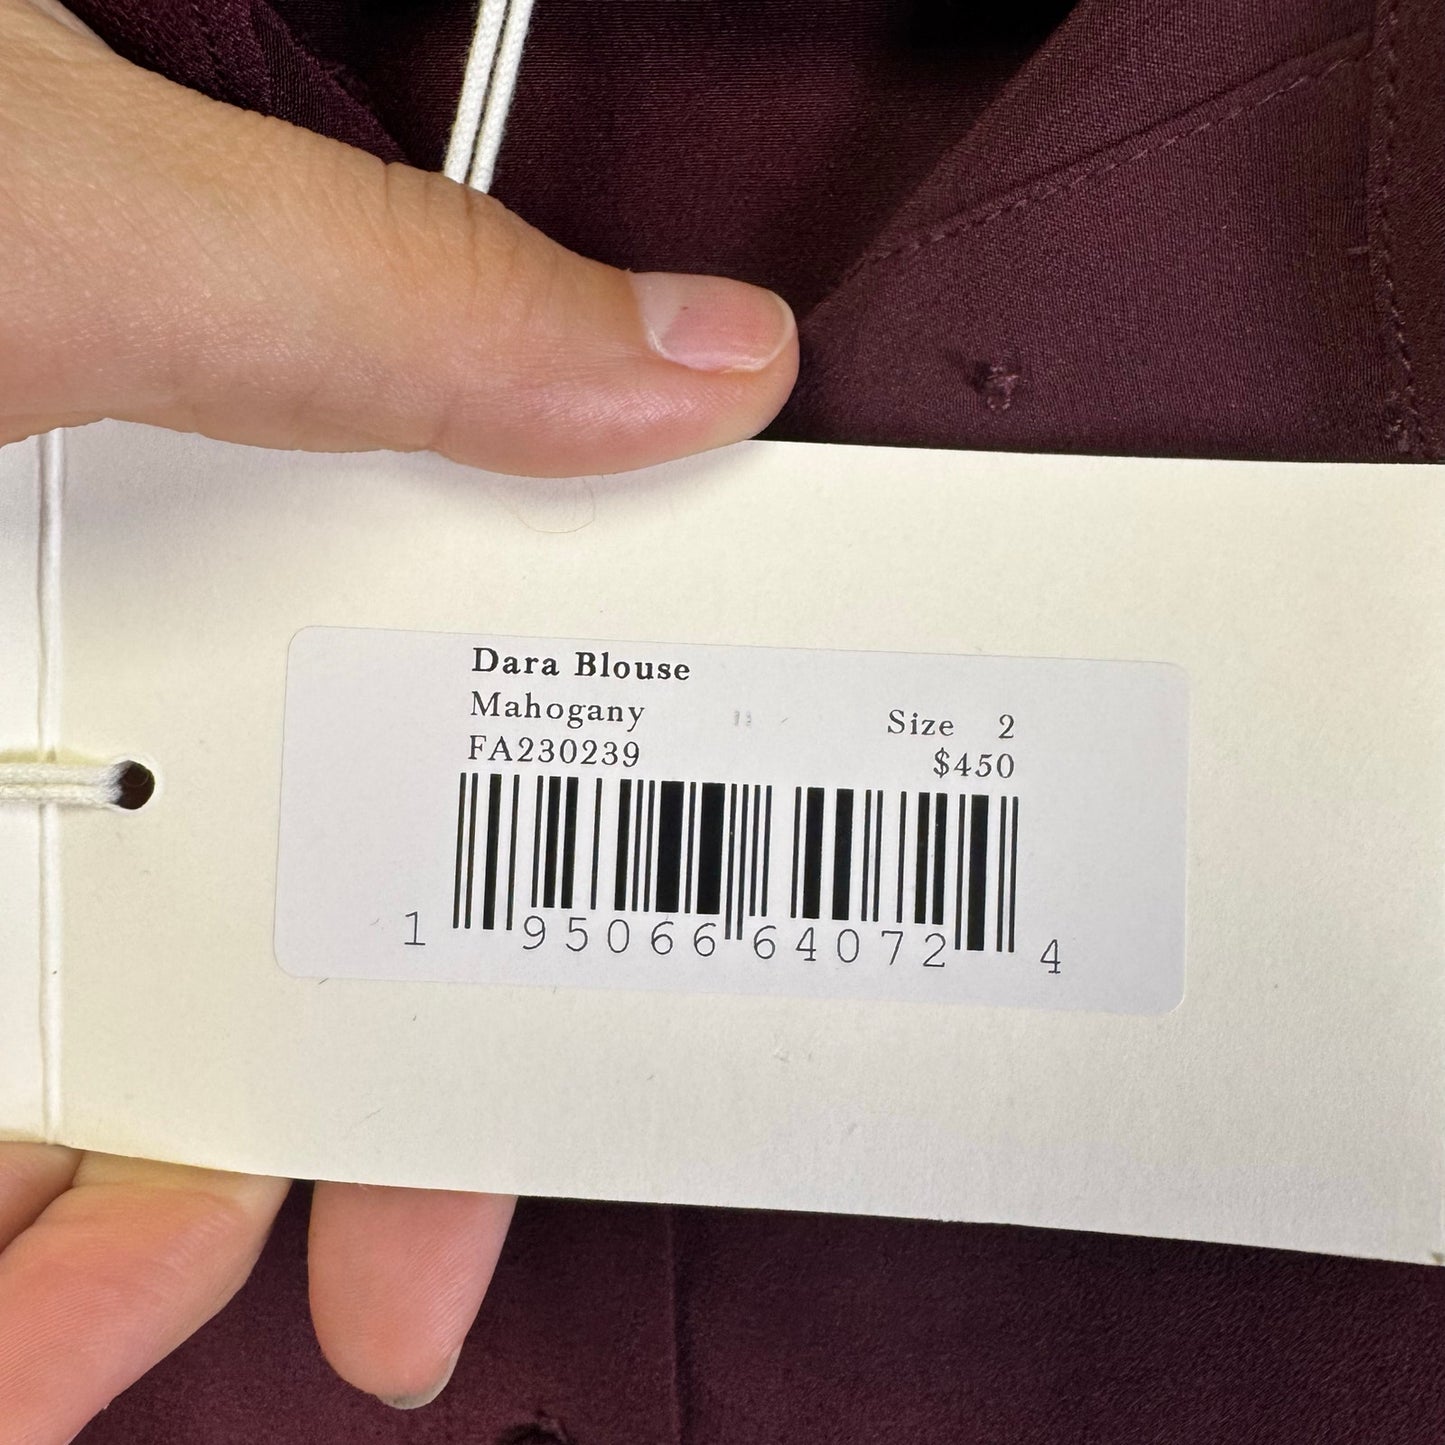 Dara Blouse
Mahogany
Size 2
FA230239
$450
1 95066 64072 4